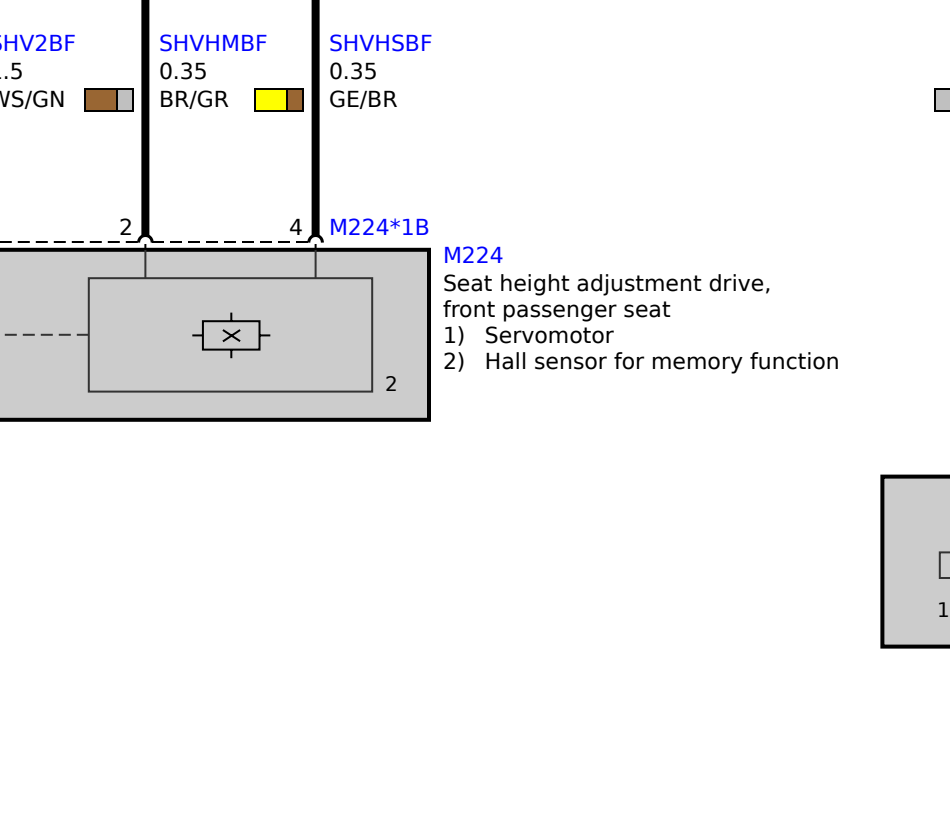 SHVHMBF
0.35
BR/GR
SHVHSBF
0.35
GE/BR
2
4
M224*1B
M224
Seat height adjustment drive,
front passenger seat
1) Servomotor
2) Hall sensor for memory function
2
1